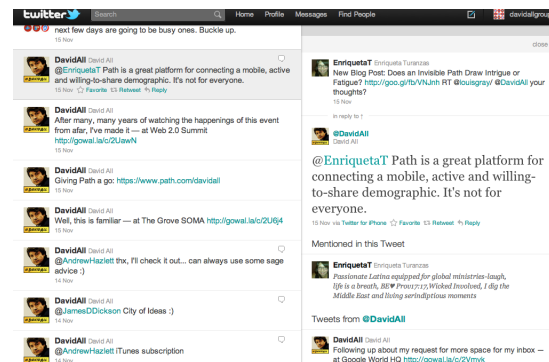 twitter
Search
Home Profile Messages Find People
davidallgroup
next few days are going to be busy ones. Buckle up.
15 Nov
DavidAll David All
@EnriqueT Path is a great platform for connecting a mobile, active
and willing-to-share demographic. It's not for everyone.
15 Nov Favorite Retweet Reply
DavidAll David All
After many, many years of watching the happenings of this event
from afar, I've made it — at Web 2.0 Summit
http://gowal.la/c/2UawN
15 Nov
DavidAll David All
Giving Path a go: https://www.path.com/davidall
15 Nov
DavidAll David All
Well, this is familiar — at The Grove SOMA http://gowal.la/c/2U6j4
15 Nov
DavidAll David All
@AndrewHazlett thx, I'll check it out... can always use some sage
advice :)
14 Nov
DavidAll David All
@JamesDDickson City of Ideas :)
14 Nov
DavidAll David All
@AndrewHazlett iTunes subscription
14 Nov
close
EnriquetaT Enriqueta Turanzas
New Blog Post: Does an Invisible Path Draw Intrigue or
Fatigue? http://goo.gl/fb/VNJnh RT @louisgray/ @DavidAll your
thoughts?
15 Nov
in reply to ↑
@DavidAll
David All
@EnriquetaT Path is a great platform for
connecting a mobile, active and willing-
to-share demographic. It's not for
everyone.
15 Nov via Twitter for iPhone Favorite Retweet Reply
Mentioned in this Tweet
EnriquetaT Enriqueta Turanzas
Passionate Latina equipped for global ministries-laugh,
life is a breath, BE♥ Prov17:17,Wicked Involved, I dig the
Middle East and living serindiptious moments
Tweets from @DavidAll
DavidAll David All
Following up about my request for more space for my inbox —
at Google World HQ http://gowal.la/c/2Vmyk